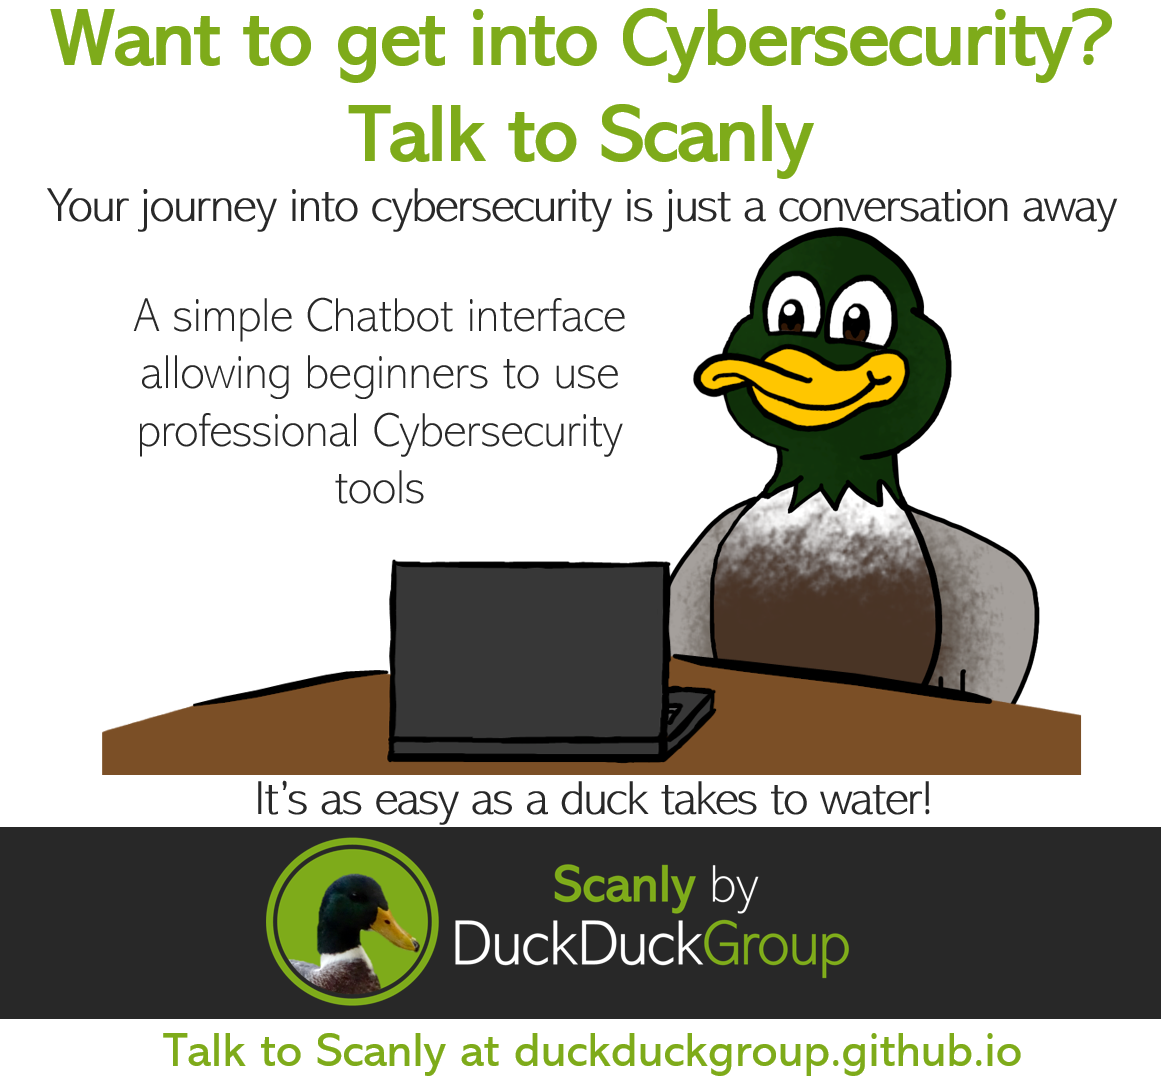 Want to get into Cybersecurity?
Talk to Scanly
Your journey into cybersecurity is just a conversation away
A simple Chatbot interface
allowing beginners to use
professional Cybersecurity
tools
It’s as easy as a duck takes to water!
Scanly by
DuckDuckGroup
Talk to Scanly at duckduckgroup.github.io